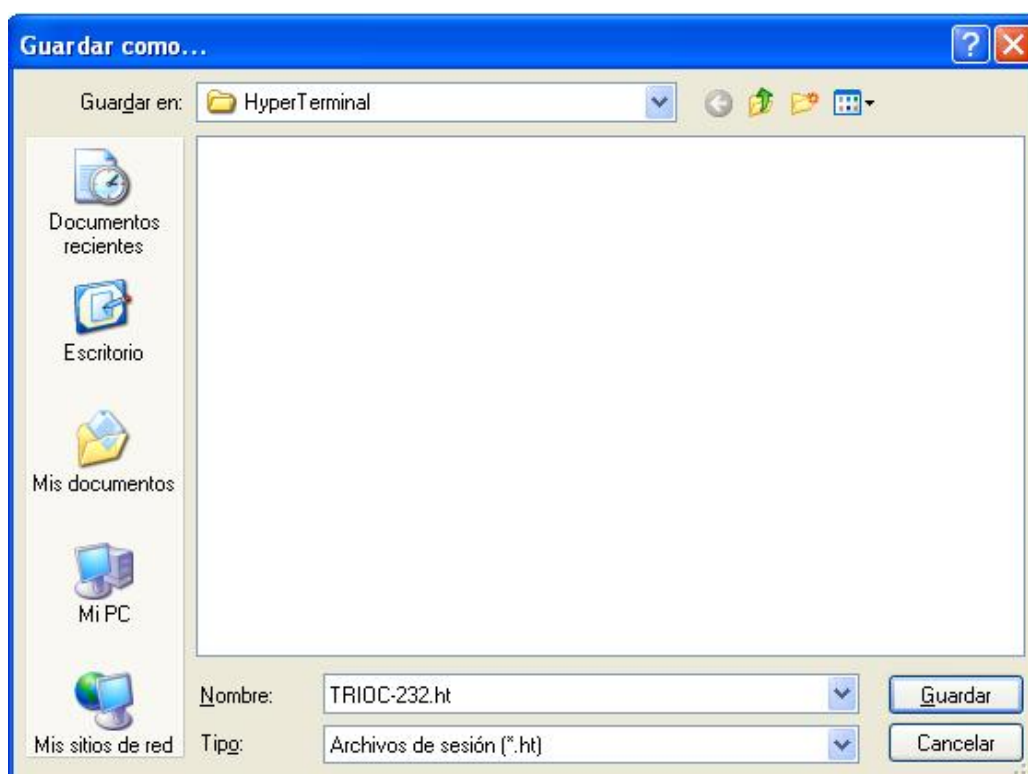 Guardar como...
Guardar en: HyperTerminal
Documentos
recientes
Escritorio
Mis documentos
Mi PC
Mis sitios de red
Nombre: TRIOC-232.ht Guardar
Tipo: Archivos de sesión (*.ht) Cancelar